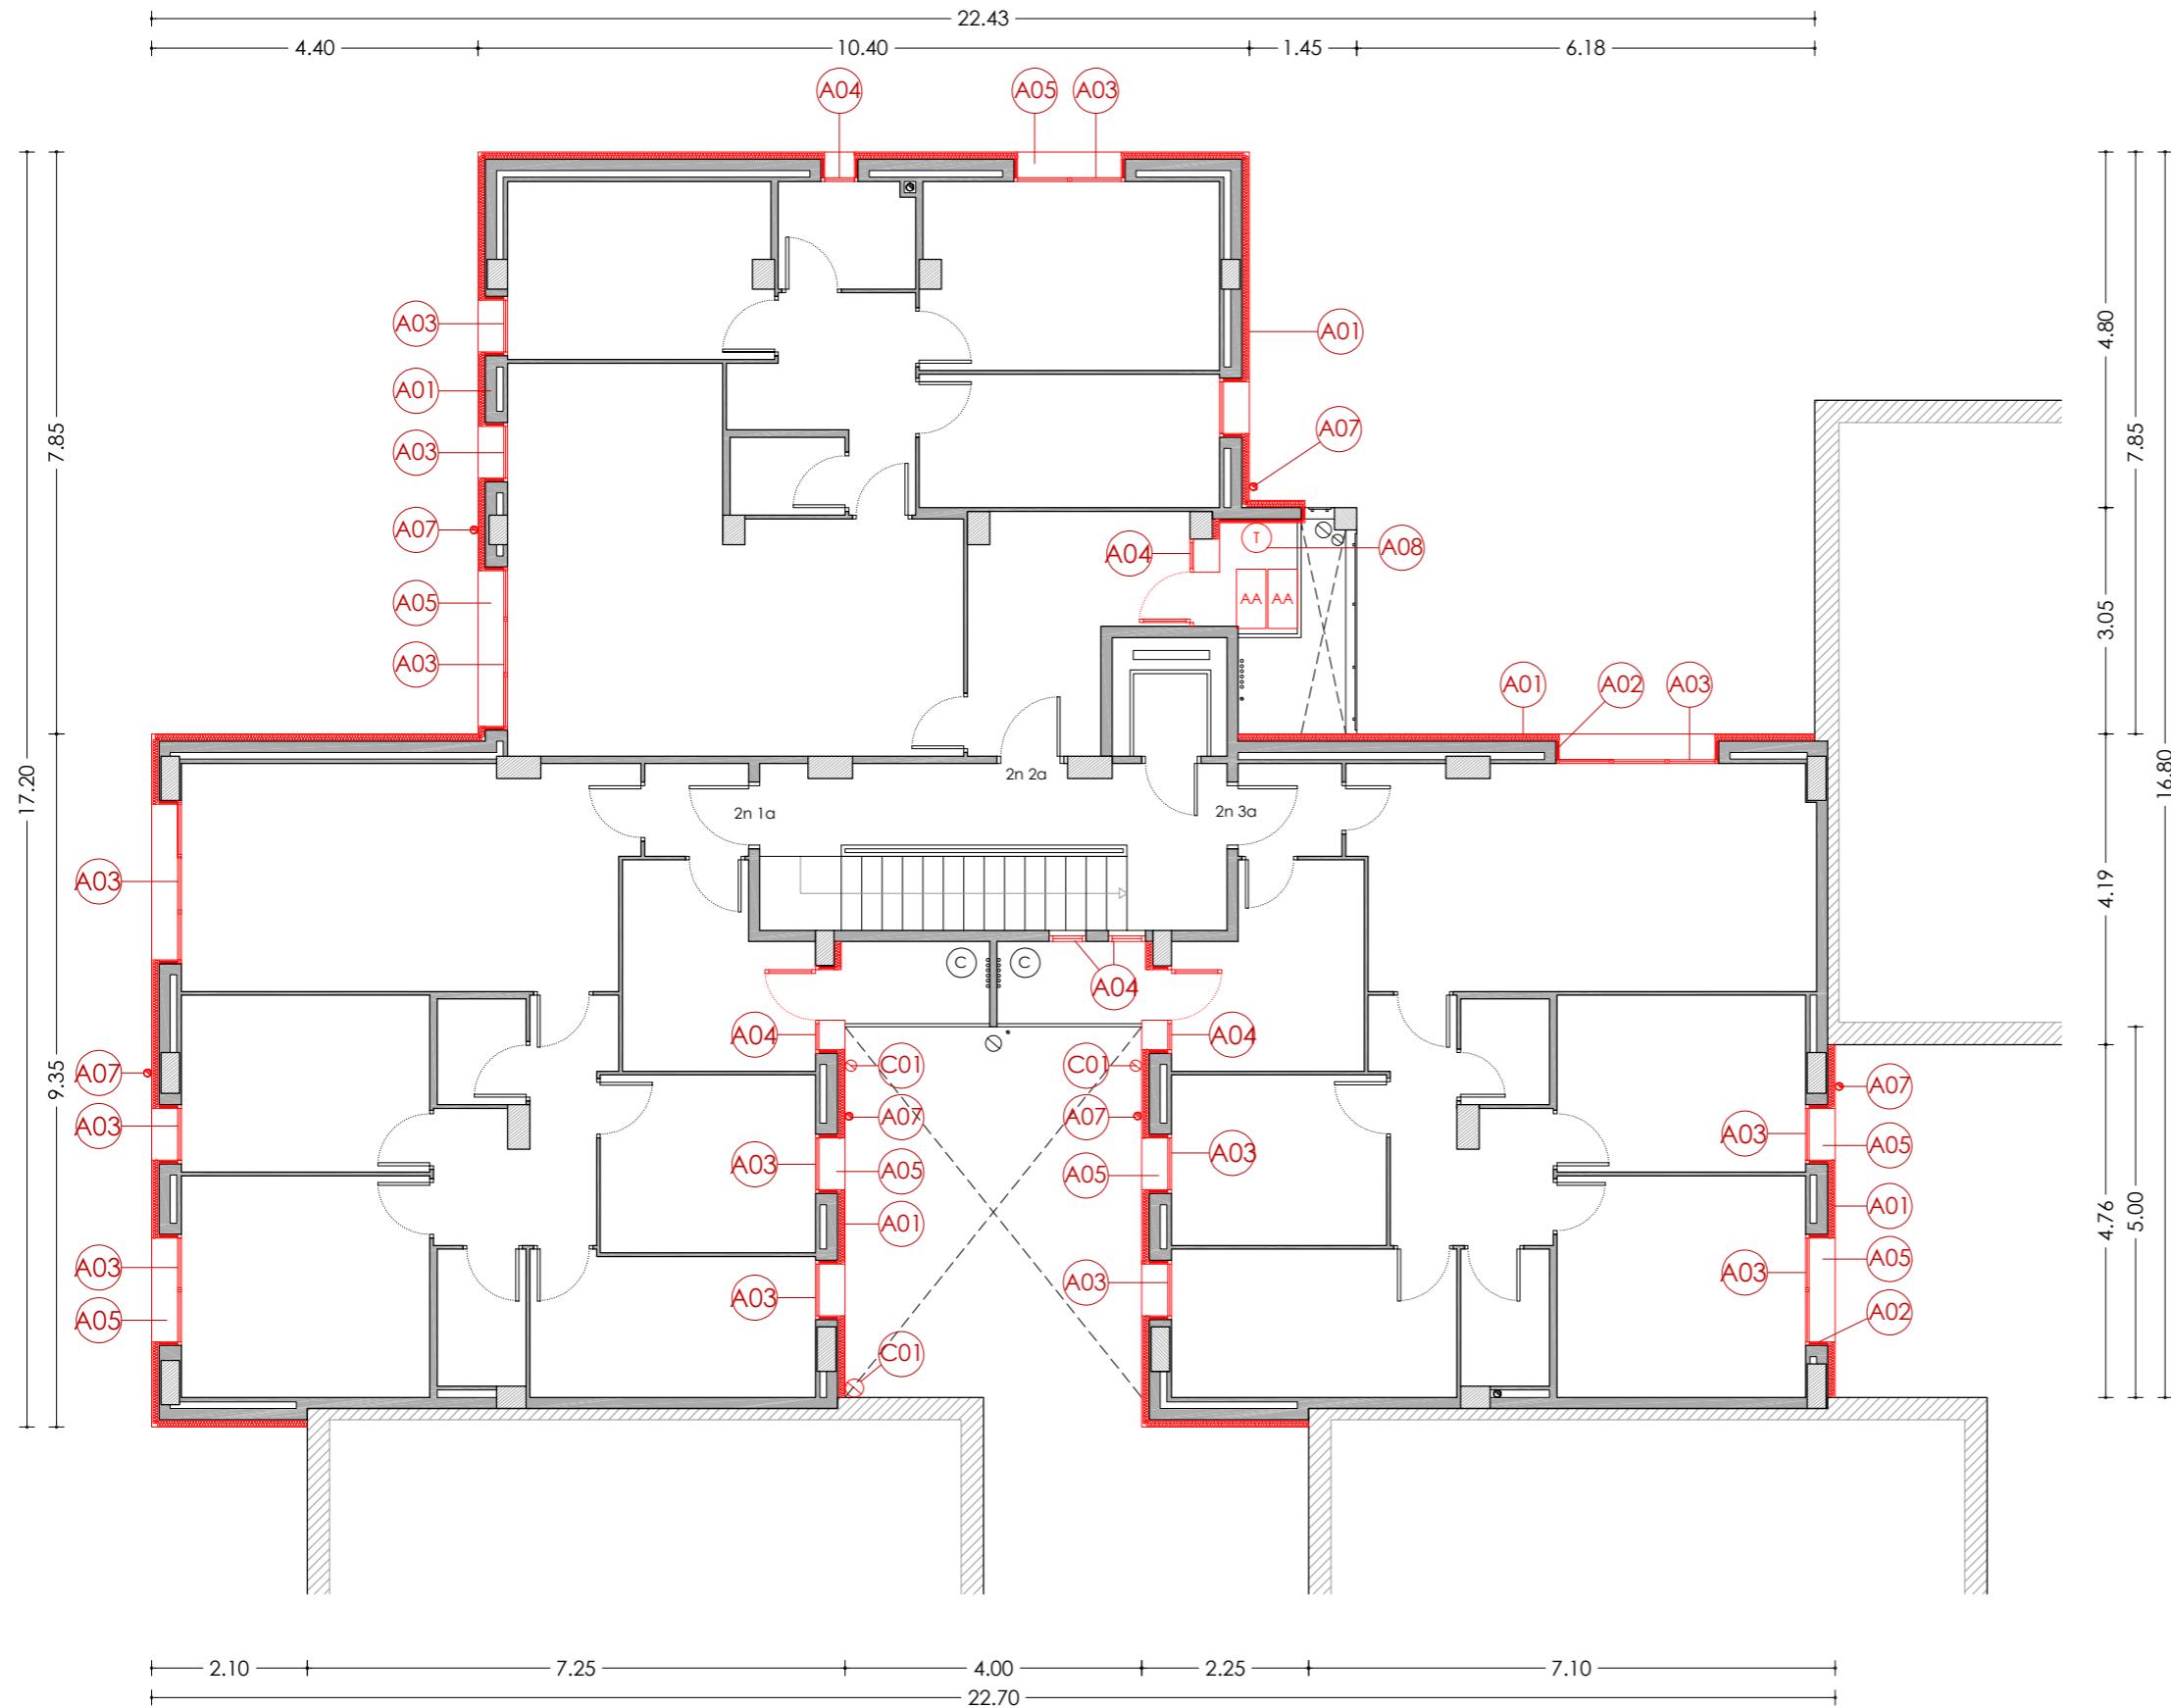 22.43
4.40 10.40 1.45 6.18
A04 A05 A03
A03 A01
A01
A03 A07
A07 A04 T A08
A05 AA AA
A03 A01 A02 A03
2n 2a
2n 1a 2n 3a
A03
C C
A04
A04 A04
C01 C01
A07 A07
A07 A07
A03 A03 A05 A05 A03 A03 A05
A01 A01
A03 A03 A03 A03 A05
A05 A02
C01
17.20
7.85
9.35
4.80
3.05
4.19
4.76
7.85
5.00
16.80
2.10 7.25 4.00 2.25 7.10
22.70